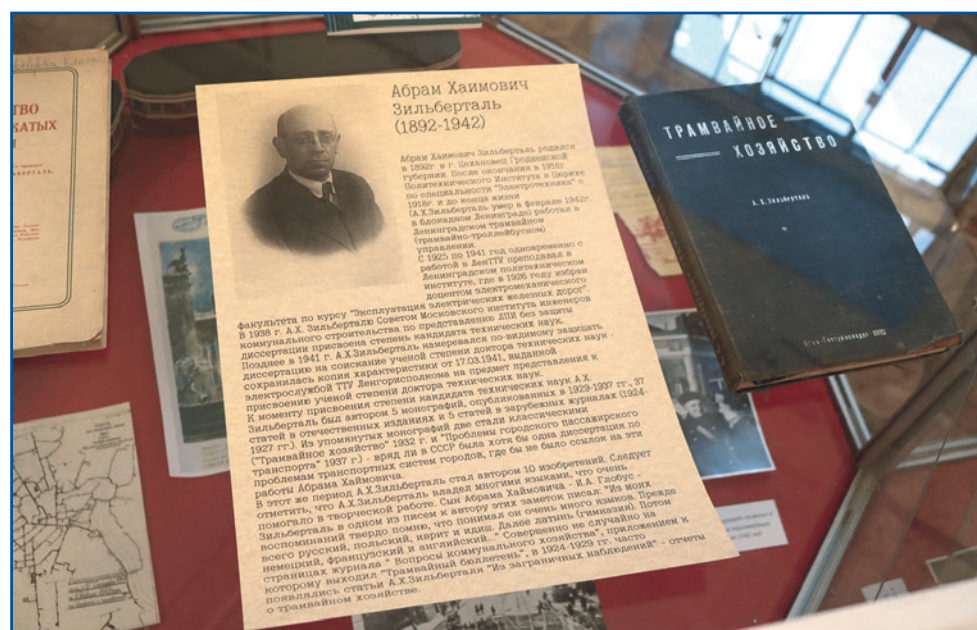 ТВО
КАТЫХ
Абрам Хаимович
Зильберталь
(1892-1942)
Абрам Хаимович Зильберталь родился
в 1892г. в г. Цехановец Гродненской
губернии. После окончания в 1916г.
Политехнического Института в Цюрихе
по специальности "Электротехника" с
1918г. и до конца жизни
(А.Х.Зильберталь умер в феврале 1942г.
в блокадном Ленинграде) работал в
Ленинградском трамвайном
(трамвайно-троллейбусном)
управлении.
С 1925 по 1941 год одновременно с
работой в ЛенТТУ преподавал в
Ленинградском политехническом
институте, где в 1926 году избран
доцентом электромеханического
факультета по курсу "Эксплуатация электрических железных дорог".
В 1938 г. А.Х. Зильберталю Советом Московского института инженеров
коммунального строительства по представлению ЛПИ без защиты
диссертации присвоена степень кандидата технических наук.
Позднее в 1941 г. А.Х.Зильберталь намеревался по-видимому защищать
диссертацию на соискание ученой степени доктора технических наук -
сохранилась копия характеристики от 17.03.1941, выданной
электрослужбой ТТУ Ленгорисполкома на предмет представления к
присвоению ученой степени доктора технических наук.
К моменту присвоения степени кандидата технических наук А.Х.
Зильберталь был автором 5 монографий, опубликованных в 1929-1937 гг., 37
статей в отечественных изданиях и 5 статей в зарубежных журналах (1924-
1927 гг.). Из упомянутых монографий две стали классическими
("Трамвайное хозяйство" 1932 г. и "Проблемы городского пассажирского
транспорта" 1937 г.) - вряд ли в СССР была хотя бы одна диссертация по
проблемам транспортных систем городов, где бы не было ссылок на эти
работы Абрама Хаймовича.
В этот же период А.Х.Зильберталь стал автором 10 изобретений. Следует
отметить, что А.Х.Зильберталь владел многими языками, что очень
помогало в творческой работе. Сын Абрама Хаймовича - И.А. Глобус -
Зильберталь в одном из писем к автору этих заметок писал: "Из моих
воспоминаний твердо помню, что понимал он очень много языков. Прежде
всего русский, польский, иврит и идиш. Далее латынь (гимназия). Потом
немецкий, французский и английский..." Совершенно не случайно на
страницах журнала " Вопросы коммунального хозяйства", приложением к
которому выходил "Трамвайный бюллетень", в 1924-1929 гг. часто
появлялись статьи А.Х.Зильберталя "Из заграничных наблюдений" - отчеты
о трамвайном хозяйстве.
ТРАМВАЙНОЕ
ХОЗЯЙСТВО
А. Х. Зильберталь